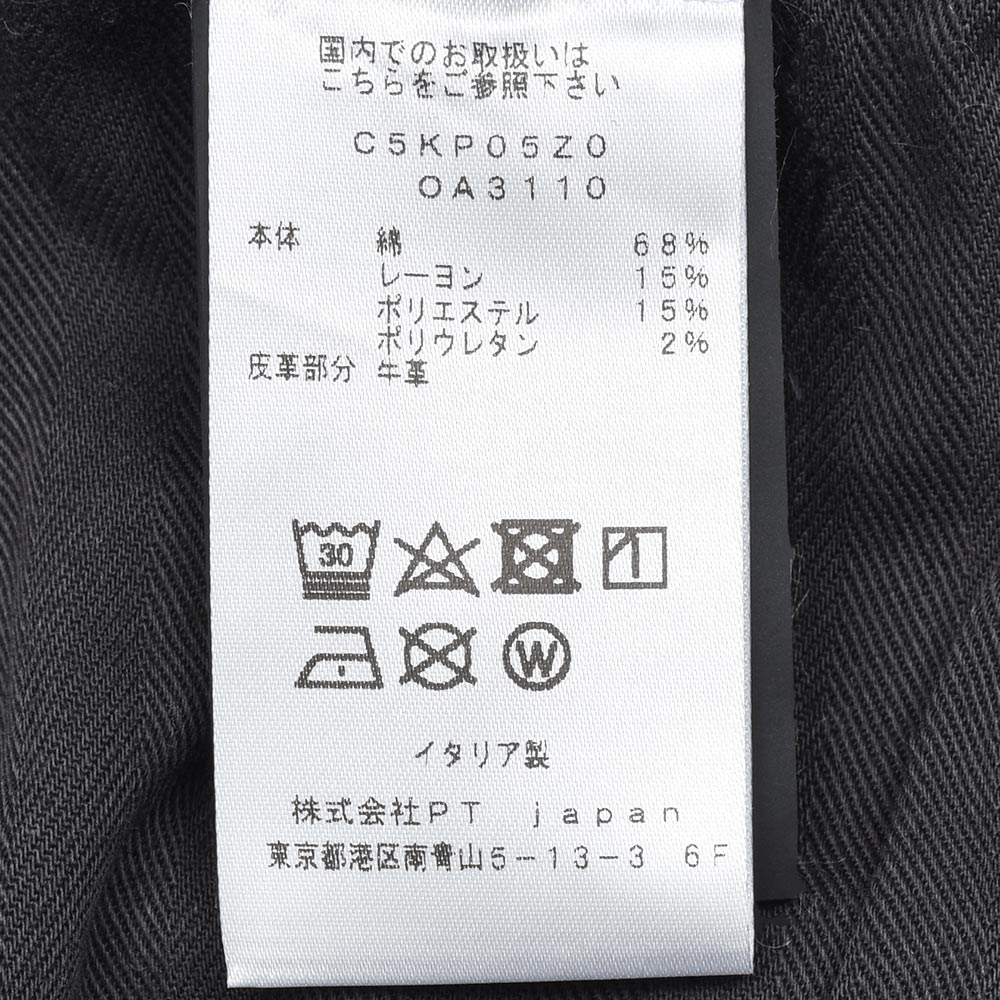 国内でのお取扱いは
こちらをご参照下さい
C5KP05Z0
OA3110
本体 綿 68%
レーヨン 15%
ポリエステル 15%
ポリウレタン 2%
皮革部分 牛革
30
W
イタリア製
株式会社PT japan
東京都港区南青山5-13-3 6F